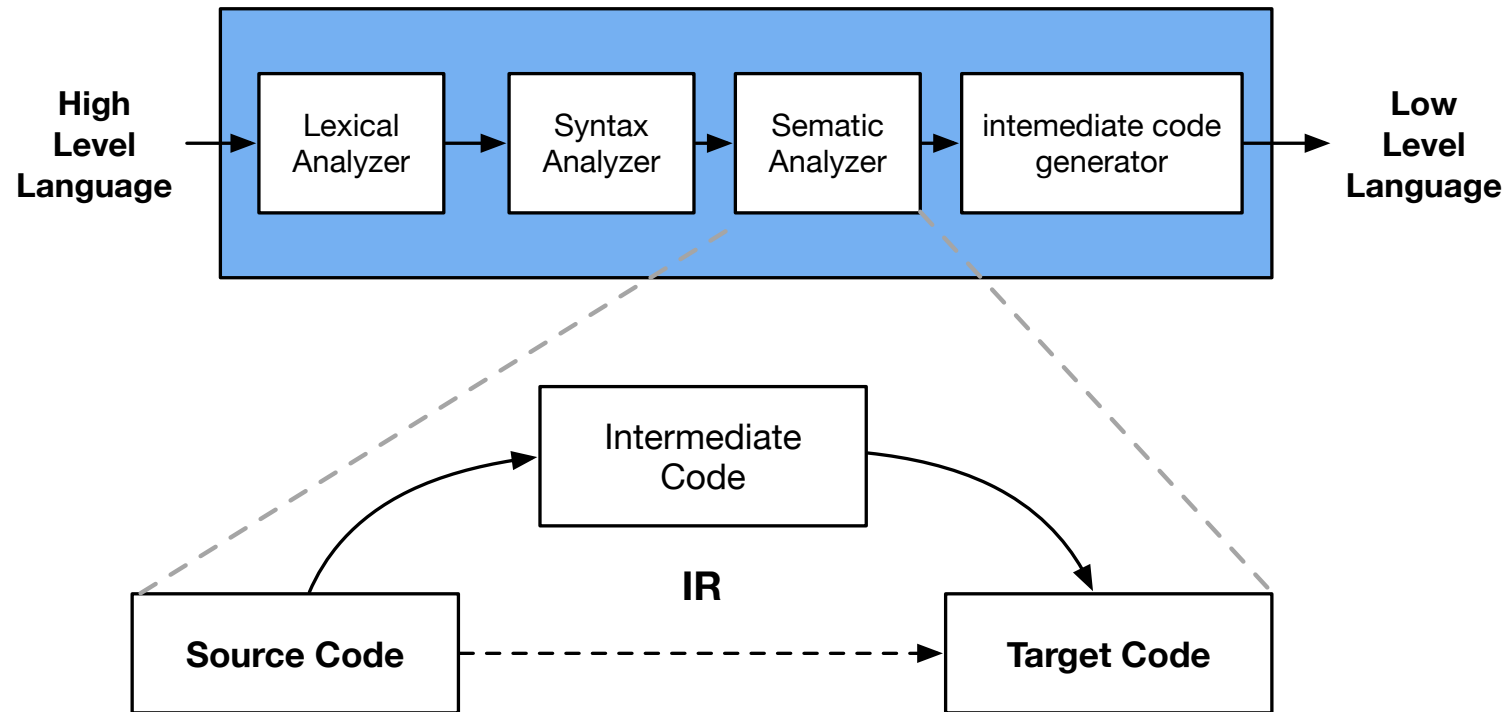 High
Level
Language
Lexical
Analyzer
Syntax
Analyzer
Sematic
Analyzer
intemediate code
generator
Low
Level
Language
Intermediate
Code
IR
Source Code
Target Code